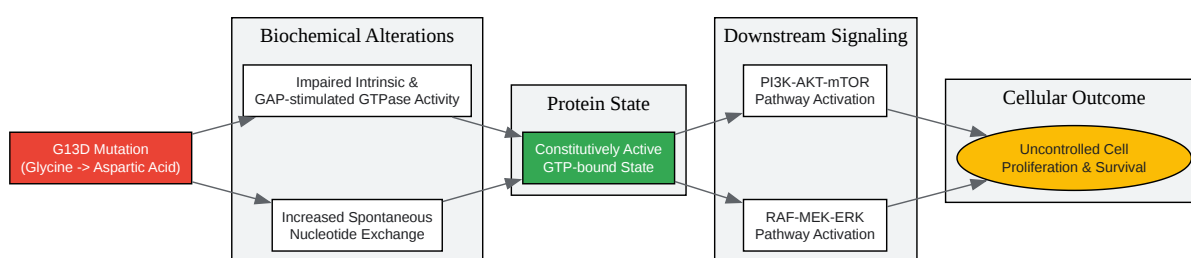 Biochemical Alterations
Downstream Signaling
Impaired Intrinsic &
GAP-stimulated GTPase Activity
PI3K-AKT-mTOR
Pathway Activation
Protein State
Cellular Outcome
G13D Mutation
(Glycine -> Aspartic Acid)
Constitutively Active
GTP-bound State
Uncontrolled Cell
Proliferation & Survival
Increased Spontaneous
Nucleotide Exchange
RAF-MEK-ERK
Pathway Activation